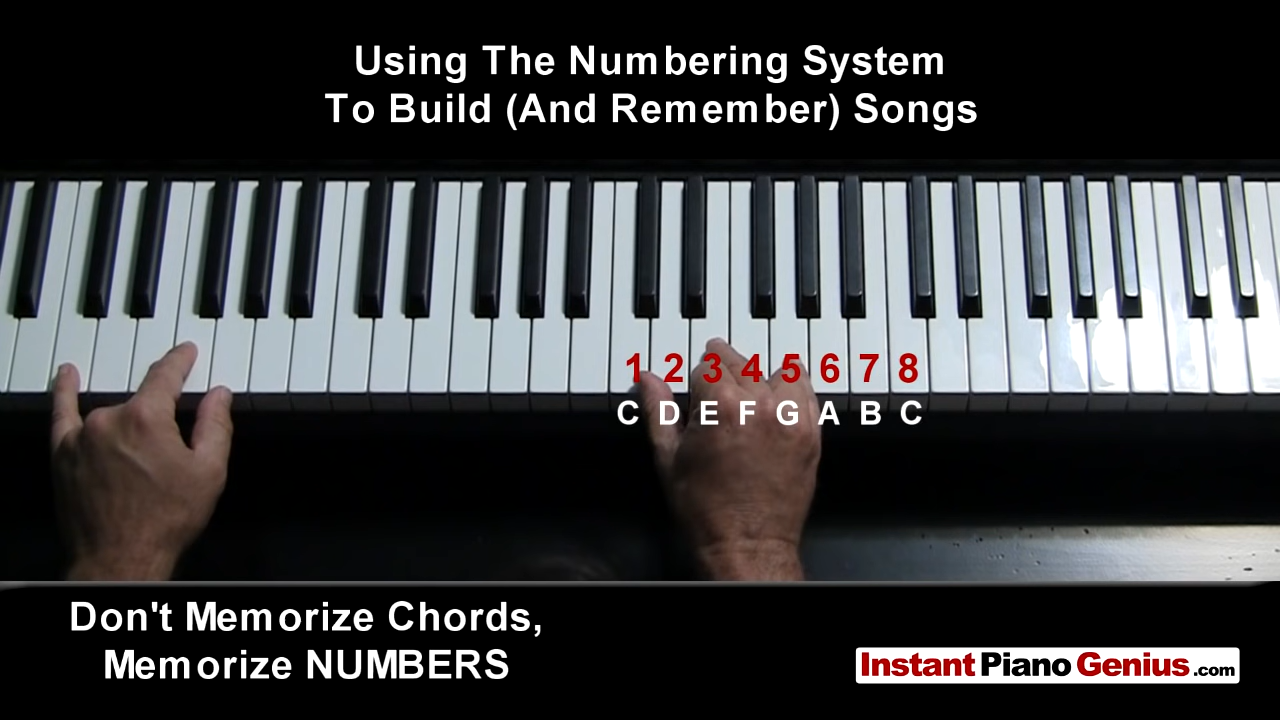 Using The Numbering System
To Build (And Remember) Songs
1 2 3 4 5 6 7 8
C D E F G A B C
Don't Memorize Chords,
Memorize NUMBERS
InstantPianoGenius.com